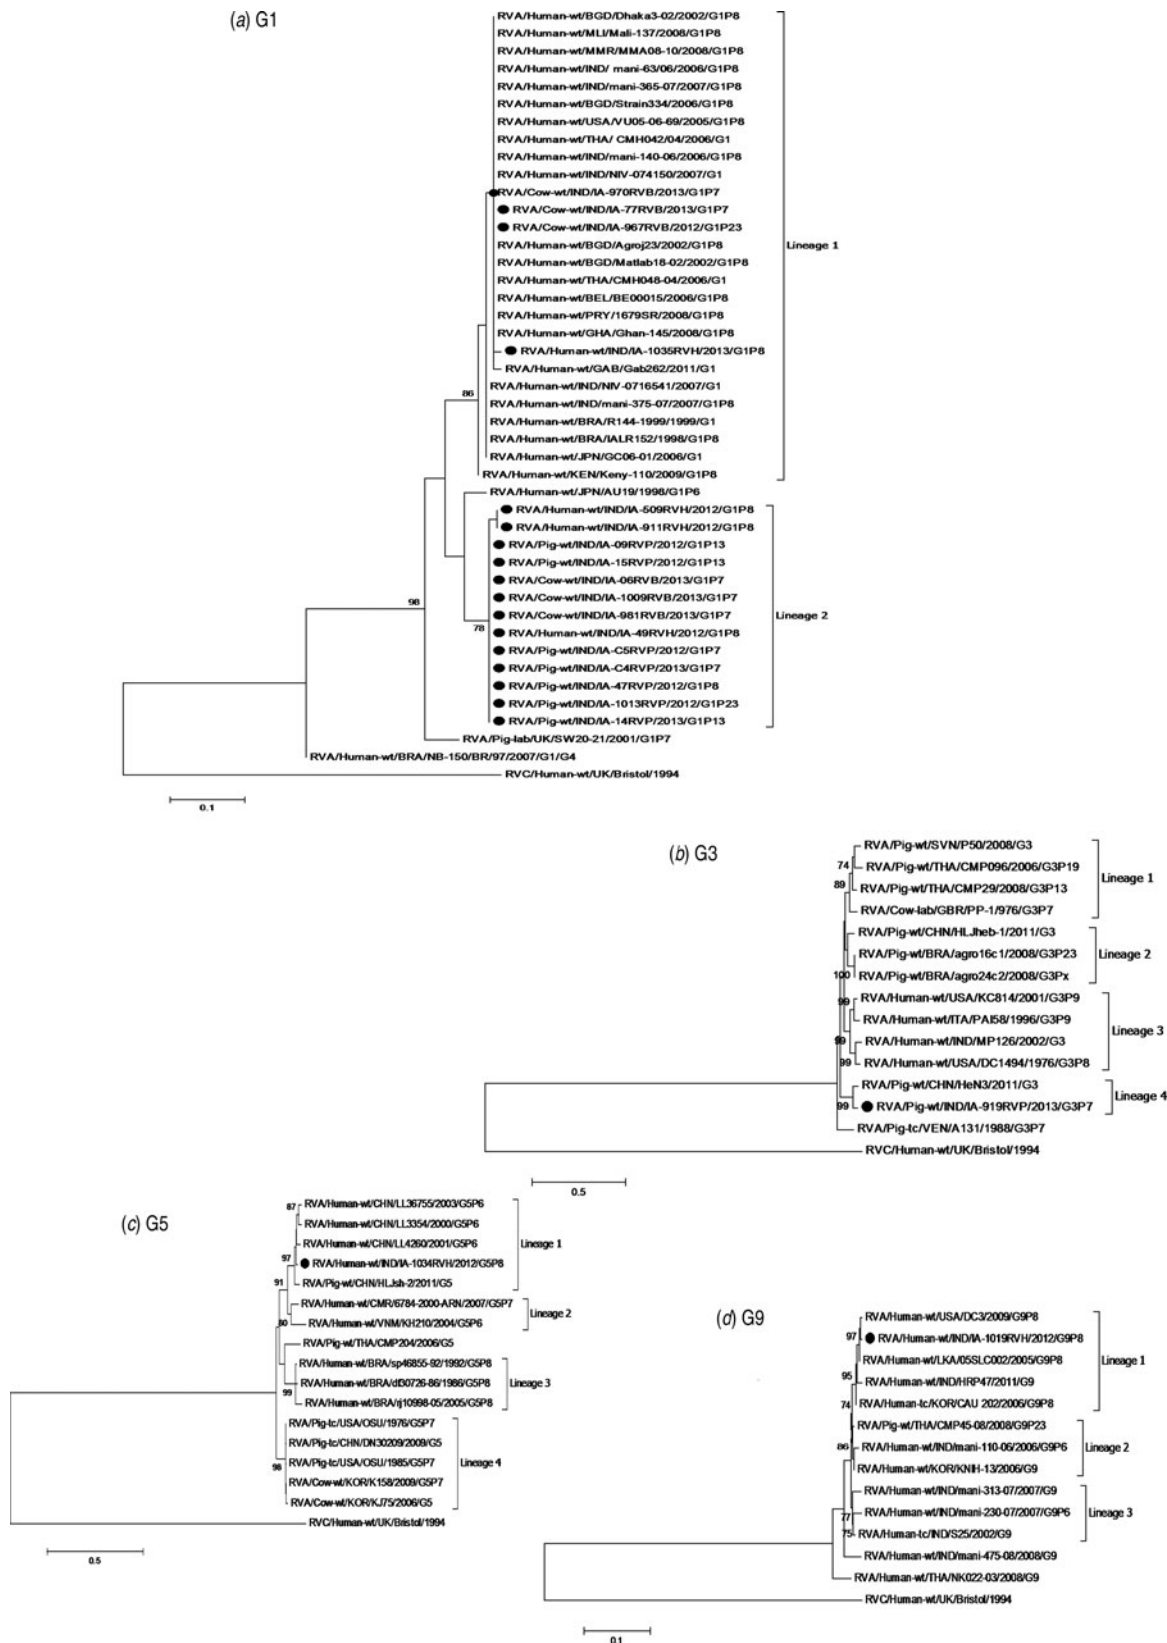 (a) G1
RVA/Human-wt/BGD/Dhaka3-02/2002/G1P8
RVA/Human-wt/MLI/Mali-137/2008/G1P8
RVA/Human-wt/MMR/MMA08-10/2008/G1P8
RVA/Human-wt/IND/ mani-63/06/2006/G1P8
RVA/Human-wt/IND/mani-365-07/2007/G1P8
RVA/Human-wt/BGD/Strain334/2006/G1P8
RVA/Human-wt/USA/VU05-06-69/2005/G1P8
RVA/Human-wt/THA/ CMH042/04/2006/G1
RVA/Human-wt/IND/mani-140-06/2006/G1P8
RVA/Human-wt/IND/NIV-074150/2007/G1
RVA/Cow-wt/IND/IA-970RVB/2013/G1P7
RVA/Cow-wt/IND/IA-77RVB/2013/G1P7
RVA/Cow-wt/IND/IA-967RVB/2012/G1P23
RVA/Human-wt/BGD/Agroj23/2002/G1P8
Lineage 1
RVA/Human-wt/BGD/Matlab18-02/2002/G1P8
RVA/Human-wt/THA/CMH048-04/2006/G1
RVA/Human-wt/BEL/BE00015/2006/G1P8
RVA/Human-wt/PRY/1679SR/2008/G1P8
RVA/Human-wt/GHA/Ghan-145/2008/G1P8
RVA/Human-wt/IND/IA-1035RVH/2013/G1P8
RVA/Human-wt/GAB/Gab262/2011/G1
RVA/Human-wt/IND/NIV-0716541/2007/G1
86
RVA/Human-wt/IND/mani-375-07/2007/G1P8
RVA/Human-wt/BRA/R144-1999/1999/G1
RVA/Human-wt/BRA/IALR152/1998/G1P8
RVA/Human-wt/JPN/GC06-01/2006/G1
RVA/Human-wt/KEN/Keny-110/2009/G1P8
RVA/Human-wt/JPN/AU19/1998/G1P6
RVA/Human-wt/IND/IA-509RVH/2012/G1P8
RVA/Human-wt/IND/IA-911RVH/2012/G1P8
RVA/Pig-wt/IND/IA-09RVP/2012/G1P13
RVA/Pig-wt/IND/IA-15RVP/2012/G1P13
RVA/Cow-wt/IND/IA-06RVB/2013/G1P7
RVA/Cow-wt/IND/IA-1009RVB/2013/G1P7
98
RVA/Cow-wt/IND/IA-981RVB/2013/G1P7
Lineage 2
78
RVA/Human-wt/IND/IA-49RVH/2012/G1P8
RVA/Pig-wt/IND/IA-C5RVP/2012/G1P7
RVA/Pig-wt/IND/IA-C4RVP/2013/G1P7
RVA/Pig-wt/IND/IA-47RVP/2012/G1P8
RVA/Pig-wt/IND/IA-1013RVP/2012/G1P23
RVA/Pig-wt/IND/IA-14RVP/2013/G1P13
RVA/Pig-lab/UK/SW20-21/2001/G1P7
RVA/Human-wt/BRA/NB-150/BR/97/2007/G1/G4
RVC/Human-wt/UK/Bristol/1994
0.1
(b) G3
RVA/Pig-wt/SVN/P50/2008/G3
74
RVA/Pig-wt/THA/CMP096/2006/G3P19
Lineage 1
89
RVA/Pig-wt/THA/CMP29/2008/G3P13
RVA/Cow-lab/GBR/PP-1/976/G3P7
RVA/Pig-wt/CHN/HLJheb-1/2011/G3
RVA/Pig-wt/BRA/agro16c1/2008/G3P23
Lineage 2
100
RVA/Pig-wt/BRA/agro24c2/2008/G3Px
99
RVA/Human-wt/USA/KC814/2001/G3P9
RVA/Human-wt/ITA/PAI58/1996/G3P9
Lineage 3
99
RVA/Human-wt/IND/MP126/2002/G3
99
RVA/Human-wt/USA/DC1494/1976/G3P8
RVA/Pig-wt/CHN/HeN3/2011/G3
Lineage 4
99
RVA/Pig-wt/IND/IA-919RVP/2013/G3P7
RVA/Pig-tc/VEN/A131/1988/G3P7
RVC/Human-wt/UK/Bristol/1994
0.5
(c) G5
87
RVA/Human-wt/CHN/LL36755/2003/G5P6
RVA/Human-wt/CHN/LL3354/2000/G5P6
RVA/Human-wt/CHN/LL4260/2001/G5P6
Lineage 1
97
RVA/Human-wt/IND/IA-1034RVH/2012/G5P8
91
RVA/Pig-wt/CHN/HLJsh-2/2011/G5
RVA/Human-wt/CMR/6784-2000-ARN/2007/G5P7
Lineage 2
80
RVA/Human-wt/VNM/KH210/2004/G5P6
RVA/Pig-wt/THA/CMP204/2006/G5
RVA/Human-wt/BRA/sp46855-92/1992/G5P8
RVA/Human-wt/BRA/df30726-86/1986/G5P8
Lineage 3
99
RVA/Human-wt/BRA/rj10998-05/2005/G5P8
RVA/Pig-tc/USA/OSU/1976/G5P7
RVA/Pig-tc/CHN/DN30209/2009/G5
RVA/Pig-tc/USA/OSU/1985/G5P7
Lineage 4
98
RVA/Cow-wt/KOR/K158/2009/G5P7
RVA/Cow-wt/KOR/KJ75/2006/G5
RVC/Human-wt/UK/Bristol/1994
0.5
(d) G9
RVA/Human-wt/USA/DC3/2009/G9P8
97
RVA/Human-wt/IND/IA-1019RVH/2012/G9P8
RVA/Human-wt/LKA/05SLC002/2005/G9P8
Lineage 1
95
RVA/Human-wt/IND/HRP47/2011/G9
74
RVA/Human-tc/KOR/CAU 202/2006/G9P8
RVA/Pig-wt/THA/CMP45-08/2008/G9P23
86
RVA/Human-wt/IND/mani-110-06/2006/G9P6
Lineage 2
RVA/Human-wt/KOR/KNIH-13/2006/G9
RVA/Human-wt/IND/mani-313-07/2007/G9
77
RVA/Human-wt/IND/mani-230-07/2007/G9P6
Lineage 3
75
RVA/Human-tc/IND/S25/2002/G9
RVA/Human-wt/IND/mani-475-08/2008/G9
RVA/Human-wt/THA/NK022-03/2008/G9
RVC/Human-wt/UK/Bristol/1994
0.1